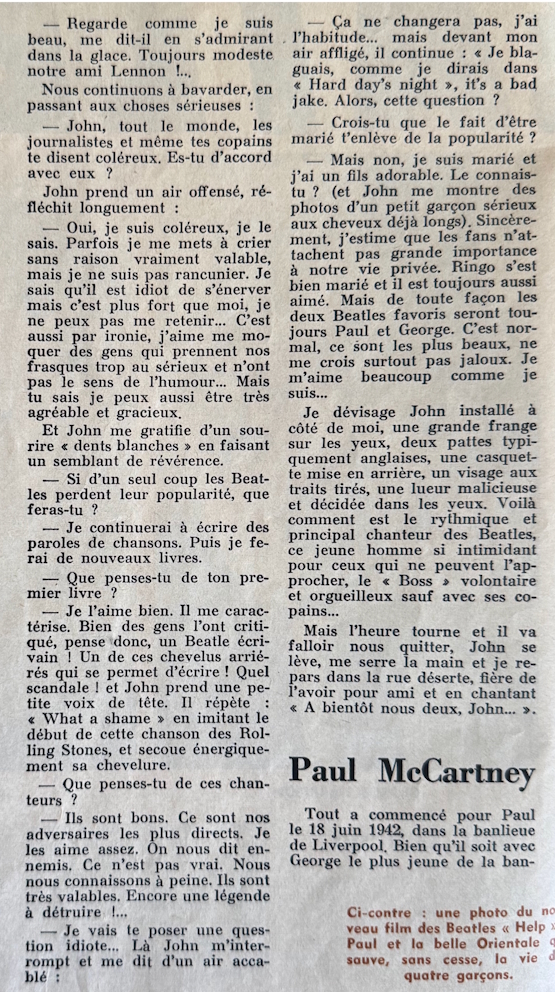 — Regarde comme je suis
beau, me dit-il en s'admirant
dans la glace. Toujours modeste
notre ami Lennon !..
Nous continuons à bavarder, en
passant aux choses sérieuses :
— John, tout le monde, les
journalistes et même tes copains
te disent coléreux. Es-tu d'accord
avec eux ?
John prend un air offensé, ré-
fléchit longuement :
— Oui, je suis coléreux, je le
sais. Parfois je me mets à crier
sans raison vraiment valable,
mais je ne suis pas rancunier. Je
sais qu'il est idiot de s'énerver
mais c'est plus fort que moi, je
ne peux pas me retenir... C'est
aussi par ironie, j'aime me mo-
quer des gens qui prennent nos
frasques trop au sérieux et n'ont
pas le sens de l'humour... Mais
tu sais je peux aussi être très
agréable et gracieux.
Et John me gratifie d'un sou-
rire « dents blanches » en faisant
un semblant de révérence.
— Si d'un seul coup les Beat-
les perdent leur popularité, que
feras-tu ?
— Je continuerai à écrire des
paroles de chansons. Puis je fe-
rai de nouveaux livres.
— Que penses-tu de ton pre-
mier livre ?
— Je l'aime bien. Il me carac-
térise. Bien des gens l'ont criti-
qué, pense donc, un Beatle écri-
vain ! Un de ces chevelus arrié-
rés qui se permet d'écrire ! Quel
scandale ! et John prend une pe-
tite voix de tête. Il répète :
« What a shame » en imitant le
début de cette chanson des Rol-
ling Stones, et secoue énergique-
ment sa chevelure.
— Que penses-tu de ces chan-
teurs ?
— Ils sont bons. Ce sont nos
adversaires les plus directs. Je
les aime assez. On nous dit en-
nemis. Ce n'est pas vrai. Nous
nous connaissons à peine. Ils sont
très valables. Encore une légende
à détruire !...
— Je vais te poser une ques-
tion idiote... Là John m'inter-
rompt et me dit d'un air acca-
blé :
— Ça ne changera pas, j'ai
l'habitude... mais devant mon
air affligé, il continue : « Je bla-
guais, comme je dirais dans
« Hard day's night », it's a bad
jake. Alors, cette question ?
— Crois-tu que le fait d'être
marié t'enlève de la popularité ?
— Mais non, je suis marié et
j'ai un fils adorable. Le connais-
tu ? (et John me montre des
photos d'un petit garçon sérieux
aux cheveux déjà longs). Sincère-
ment, j'estime que les fans n'at-
tachent pas grande importance
à notre vie privée. Ringo s'est
bien marié et il est toujours aussi
aimé. Mais de toute façon les
deux Beatles favoris seront tou-
jours Paul et George. C'est nor-
mal, ce sont les plus beaux, ne
me crois surtout pas jaloux. Je
m'aime beaucoup comme je
suis...
Je dévisage John installé à
côté de moi, une grande frange
sur les yeux, deux pattes typi-
quement anglaises, une casquet-
te mise en arrière, un visage aux
traits tirés, une lueur malicieuse
et décidée dans les yeux. Voilà
comment est le rythmique et
principal chanteur des Beatles,
ce jeune homme si intimidant
pour ceux qui ne peuvent l'ap-
procher, le « Boss » volontaire
et orgueilleux sauf avec ses co-
pains...
Mais l'heure tourne et il va
falloir nous quitter, John se
lève, me serre la main et je re-
pars dans la rue déserte, fière de
l'avoir pour ami et en chantant
« A bientôt nous deux, John... ».
Paul McCartney
Tout a commencé pour Paul
le 18 juin 1942, dans la banlieue
de Liverpool. Bien qu'il soit avec
George le plus jeune de la ban-
Ci-contre : une photo du no
veau film des Beatles « Help »
Paul et la belle Orientale q
sauve, sans cesse, la vie d
quatre garçons.